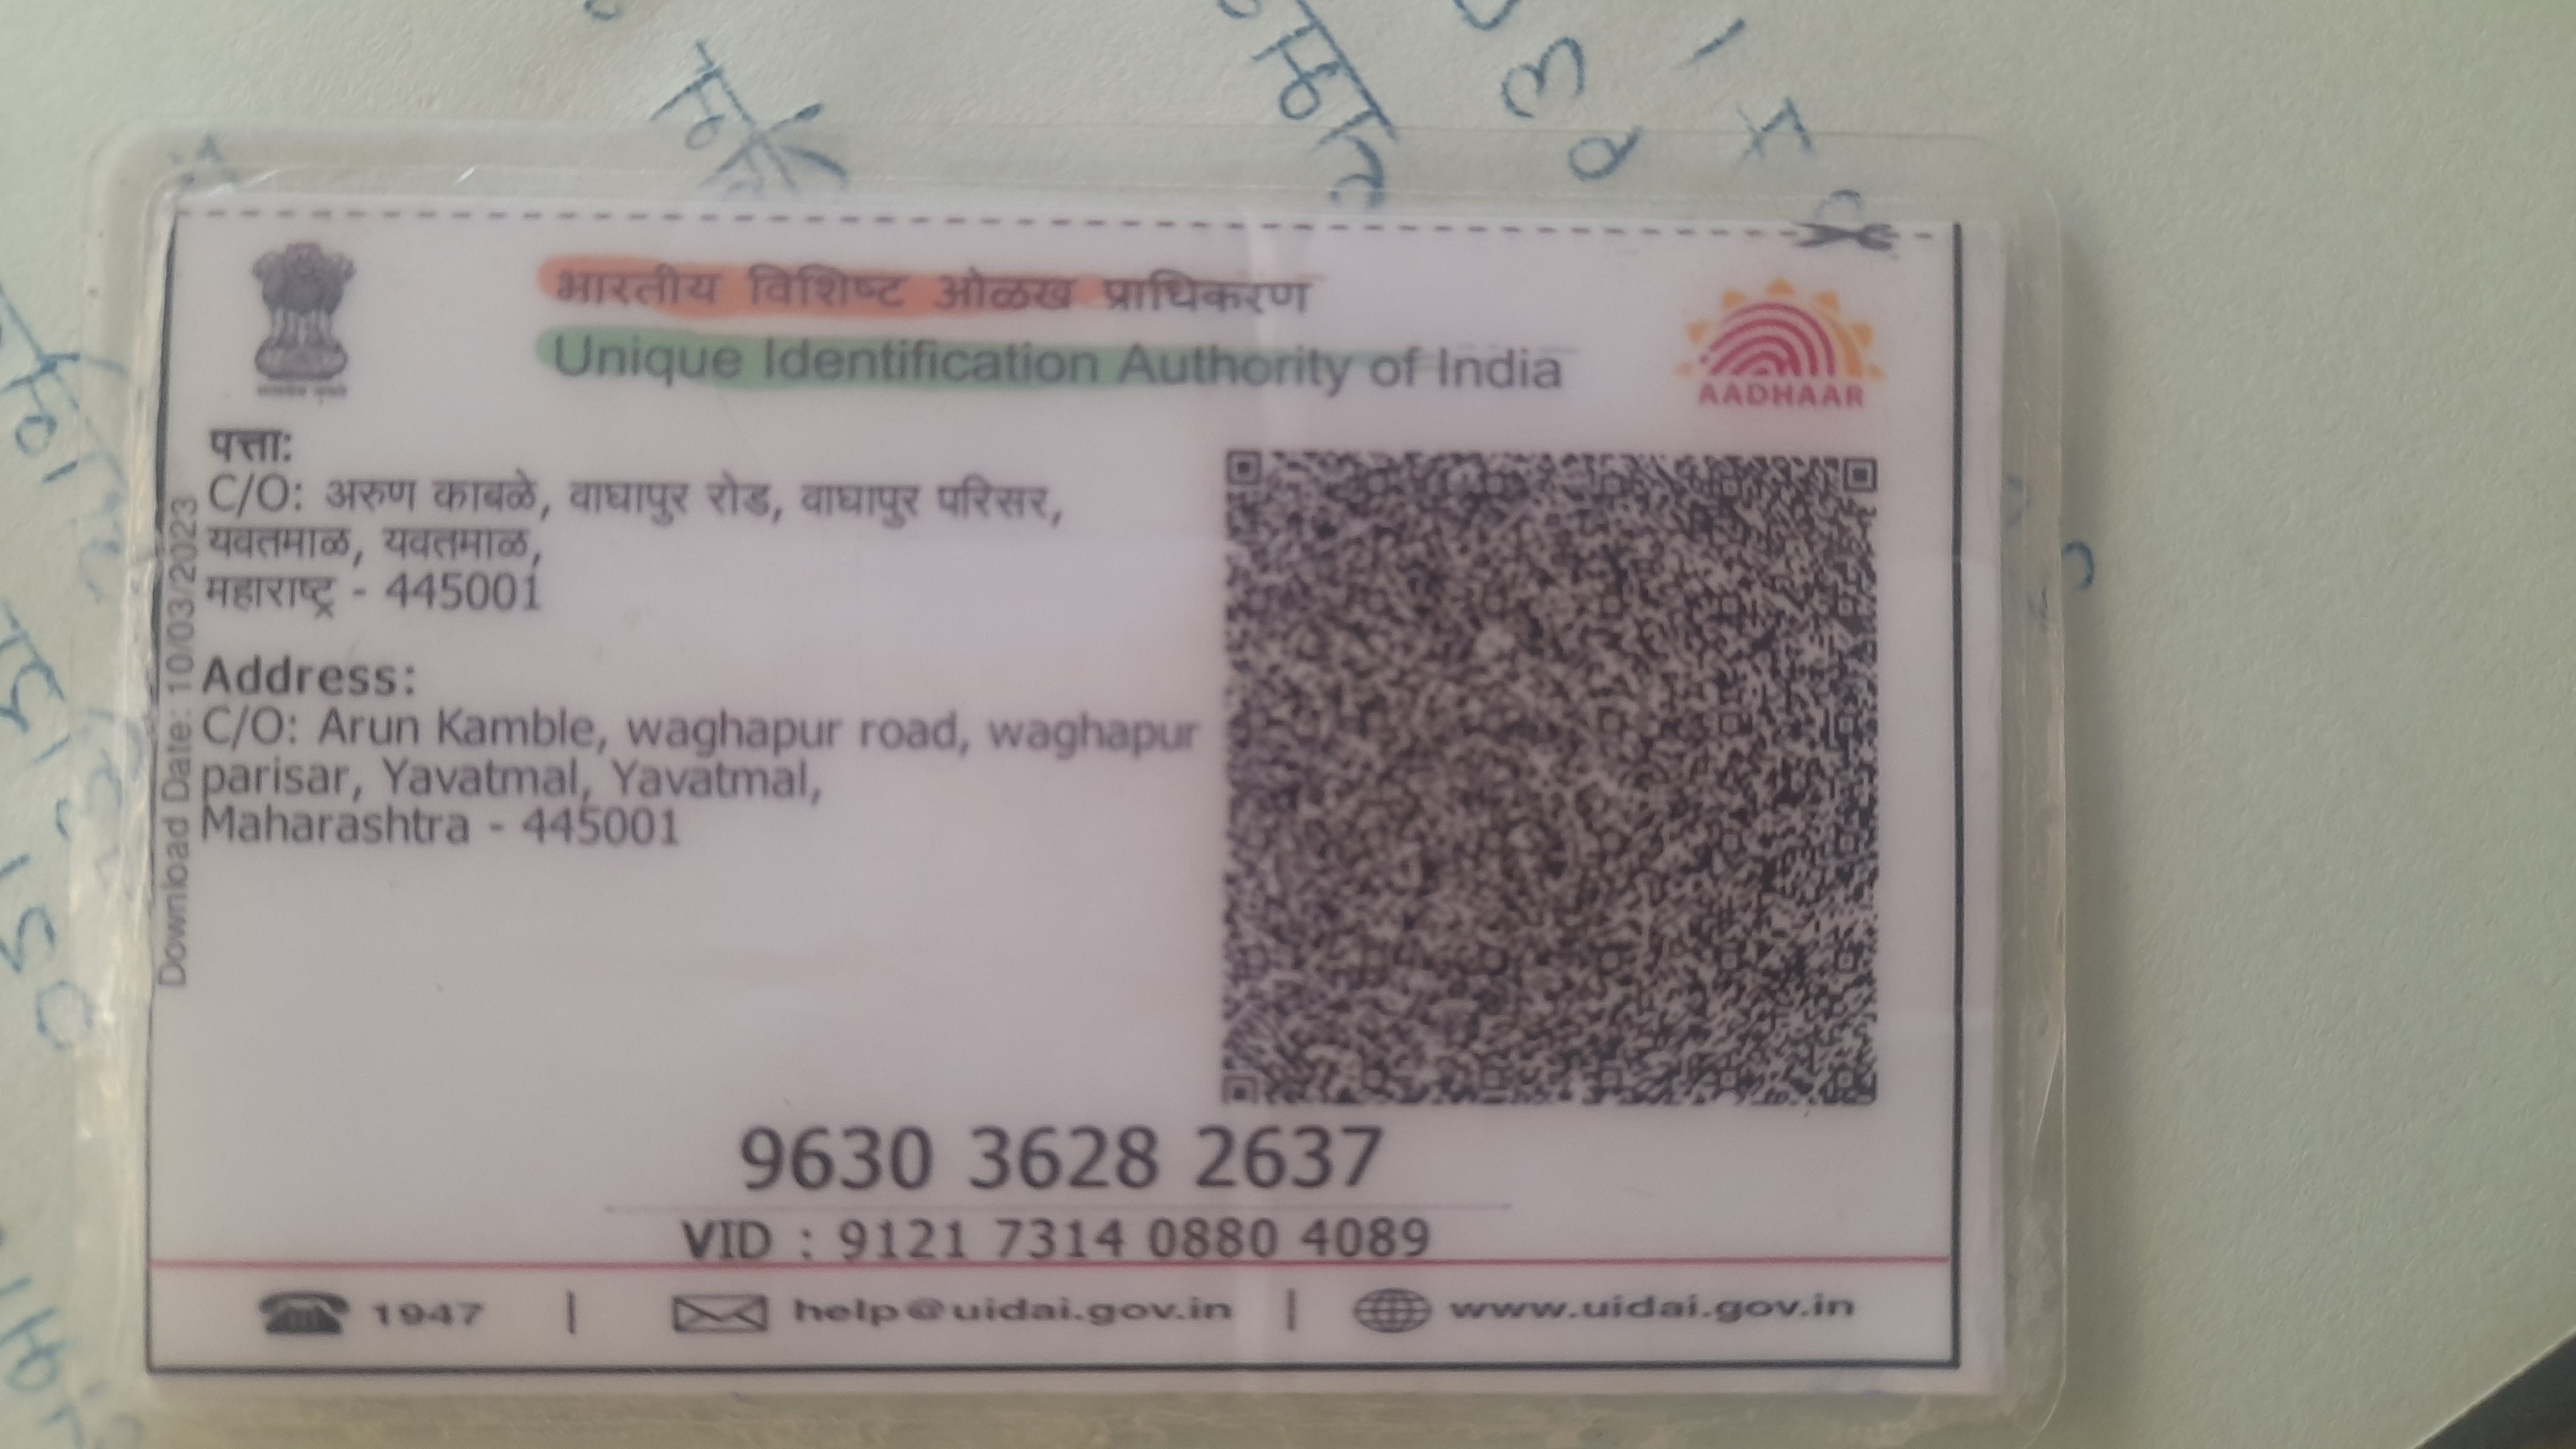 भारतीय विशिष्ट ओळख प्राधिकरण
Unique Identification Authority of India
AADHAAR
पत्ता:
C/O: अरुण काबळे, वाघापुर रोड, वाघापुर परिसर,
यवतमाळ, यवतमाळ,
महाराष्ट्र - 445001
Address:
C/O: Arun Kamble, waghapur road, waghapur
parisar, Yavatmal, Yavatmal,
Maharashtra - 445001
Download Date: 10/03/2023
9630 3628 2637
VID : 9121 7314 0880 4089
1947 | help@uidai.gov.in | www.uidai.gov.in